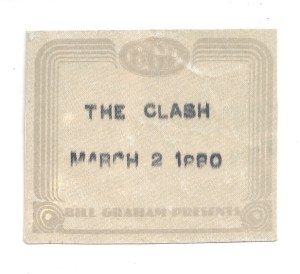 THE CLASH
MARCH 2 1980
BILL GRAHAM PRESENTS